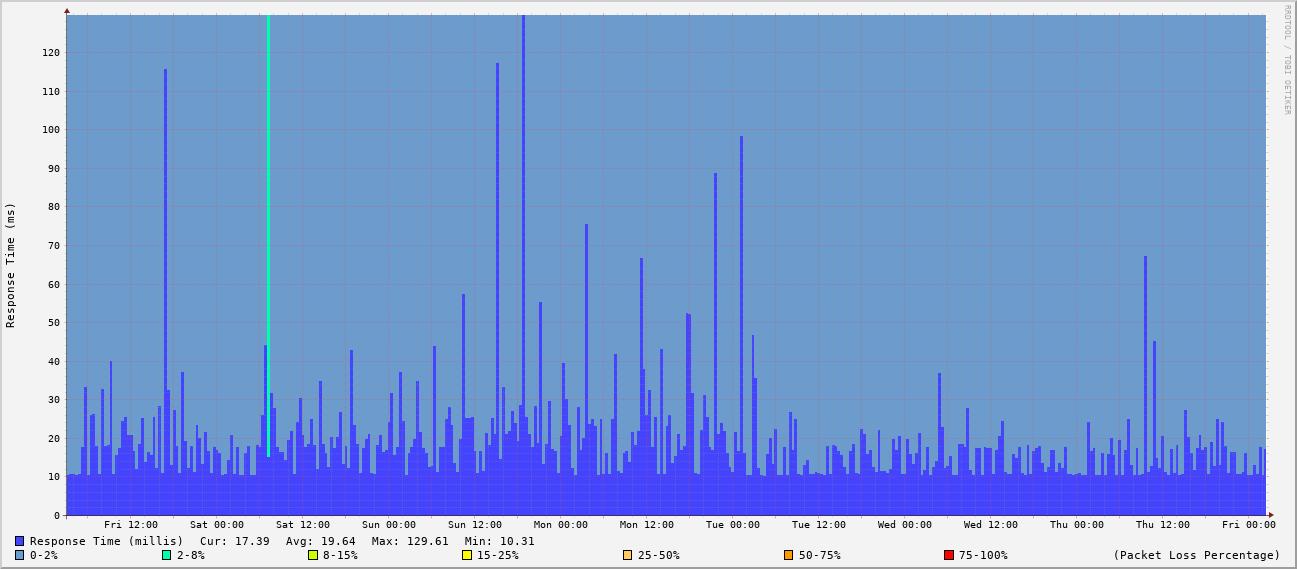 RRDTOOL / TOBI OETIKER
Response Time (ms)
120
110
100
90
80
70
60
50
40
30
20
10
0
Fri 12:00 Sat 00:00 Sat 12:00 Sun 00:00 Sun 12:00 Mon 00:00 Mon 12:00 Tue 00:00 Tue 12:00 Wed 00:00 Wed 12:00 Thu 00:00 Thu 12:00 Fri 00:00
Response Time (millis) Cur: 17.39 Avg: 19.64 Max: 129.61 Min: 10.31
0-2% 2-8% 8-15% 15-25% 25-50% 50-75% 75-100% (Packet Loss Percentage)